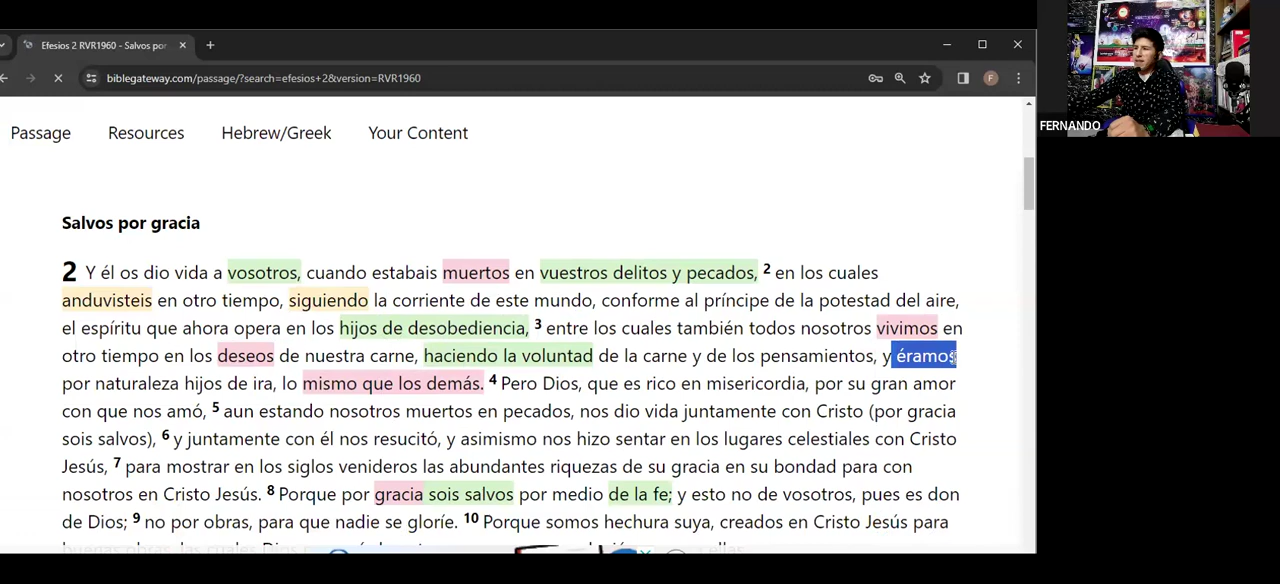 Efesios 2 RVR1960 - Salvos por
biblegateway.com/passage/?search=efesios+2&version=RVR1960
F
Passage Resources Hebrew/Greek Your Content
FERNANDO
Salvos por gracia
2 Y él os dio vida a vosotros, cuando estabais muertos en vuestros delitos y pecados, 2 en los cuales
anduvisteis en otro tiempo, siguiendo la corriente de este mundo, conforme al príncipe de la potestad del aire,
el espíritu que ahora opera en los hijos de desobediencia, 3 entre los cuales también todos nosotros vivimos en
otro tiempo en los deseos de nuestra carne, haciendo la voluntad de la carne y de los pensamientos, y éramos
por naturaleza hijos de ira, lo mismo que los demás. 4 Pero Dios, que es rico en misericordia, por su gran amor
con que nos amó, 5 aun estando nosotros muertos en pecados, nos dio vida juntamente con Cristo (por gracia
sois salvos), 6 y juntamente con él nos resucitó, y asimismo nos hizo sentar en los lugares celestiales con Cristo
Jesús, 7 para mostrar en los siglos venideros las abundantes riquezas de su gracia en su bondad para con
nosotros en Cristo Jesús. 8 Porque por gracia sois salvos por medio de la fe; y esto no de vosotros, pues es don
de Dios; 9 no por obras, para que nadie se gloríe. 10 Porque somos hechura suya, creados en Cristo Jesús para